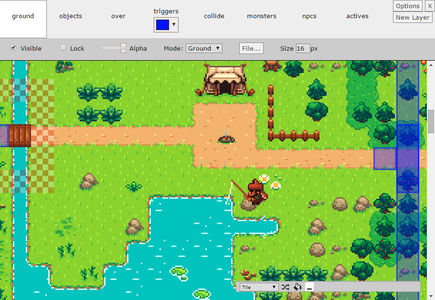 ground objects over triggers collide monsters npcs actives
Options X
New Layer
Visible Lock Alpha Mode: Ground File... Size 16 px
Tile